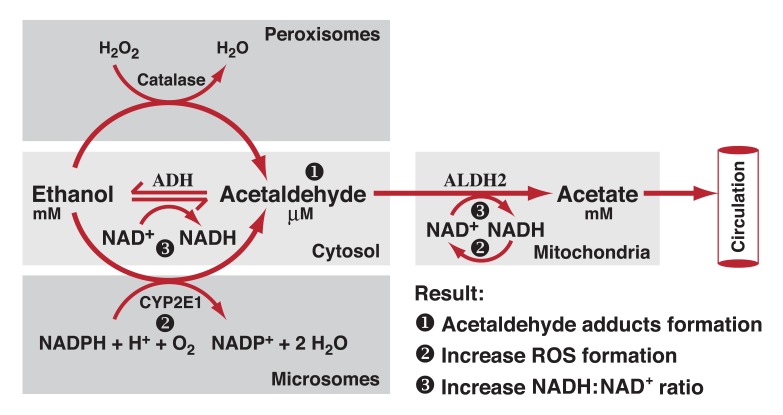 Peroxisomes
H₂O₂ H₂O
Catalase
Ethanol
mM
ADH
❶
Acetaldehyde
μM
NAD⁺ ❸ NADH
Cytosol
ALDH2
❸
NAD⁺ NADH
❷
Mitochondria
Acetate
mM
Circulation
CYP2E1
❷
NADPH + H⁺ + O₂ NADP⁺ + 2 H₂O
Microsomes
Result:
❶ Acetaldehyde adducts formation
❷ Increase ROS formation
❸ Increase NADH:NAD⁺ ratio